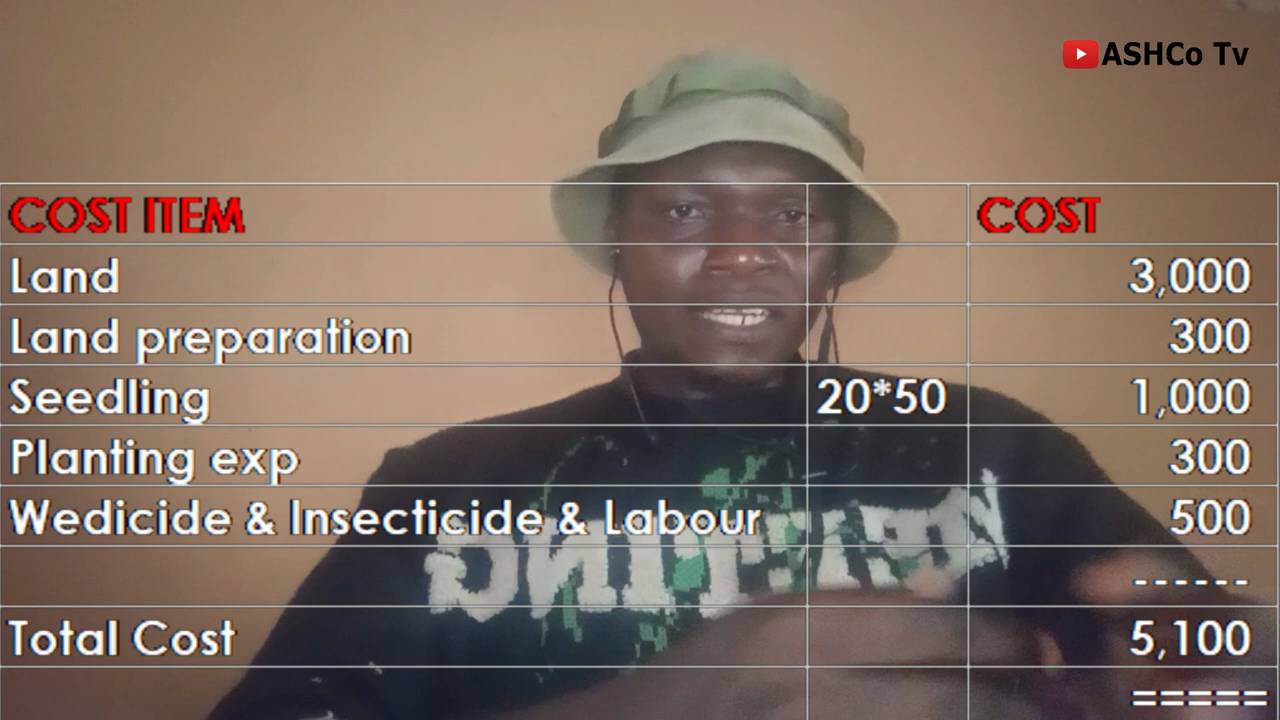 ASHCo Tv
COST ITEM COST
Land 3,000
Land preparation 300
Seedling 20*50 1,000
Planting exp 300
Wedicide & Insecticide & Labour 500
------
Total Cost 5,100
=====